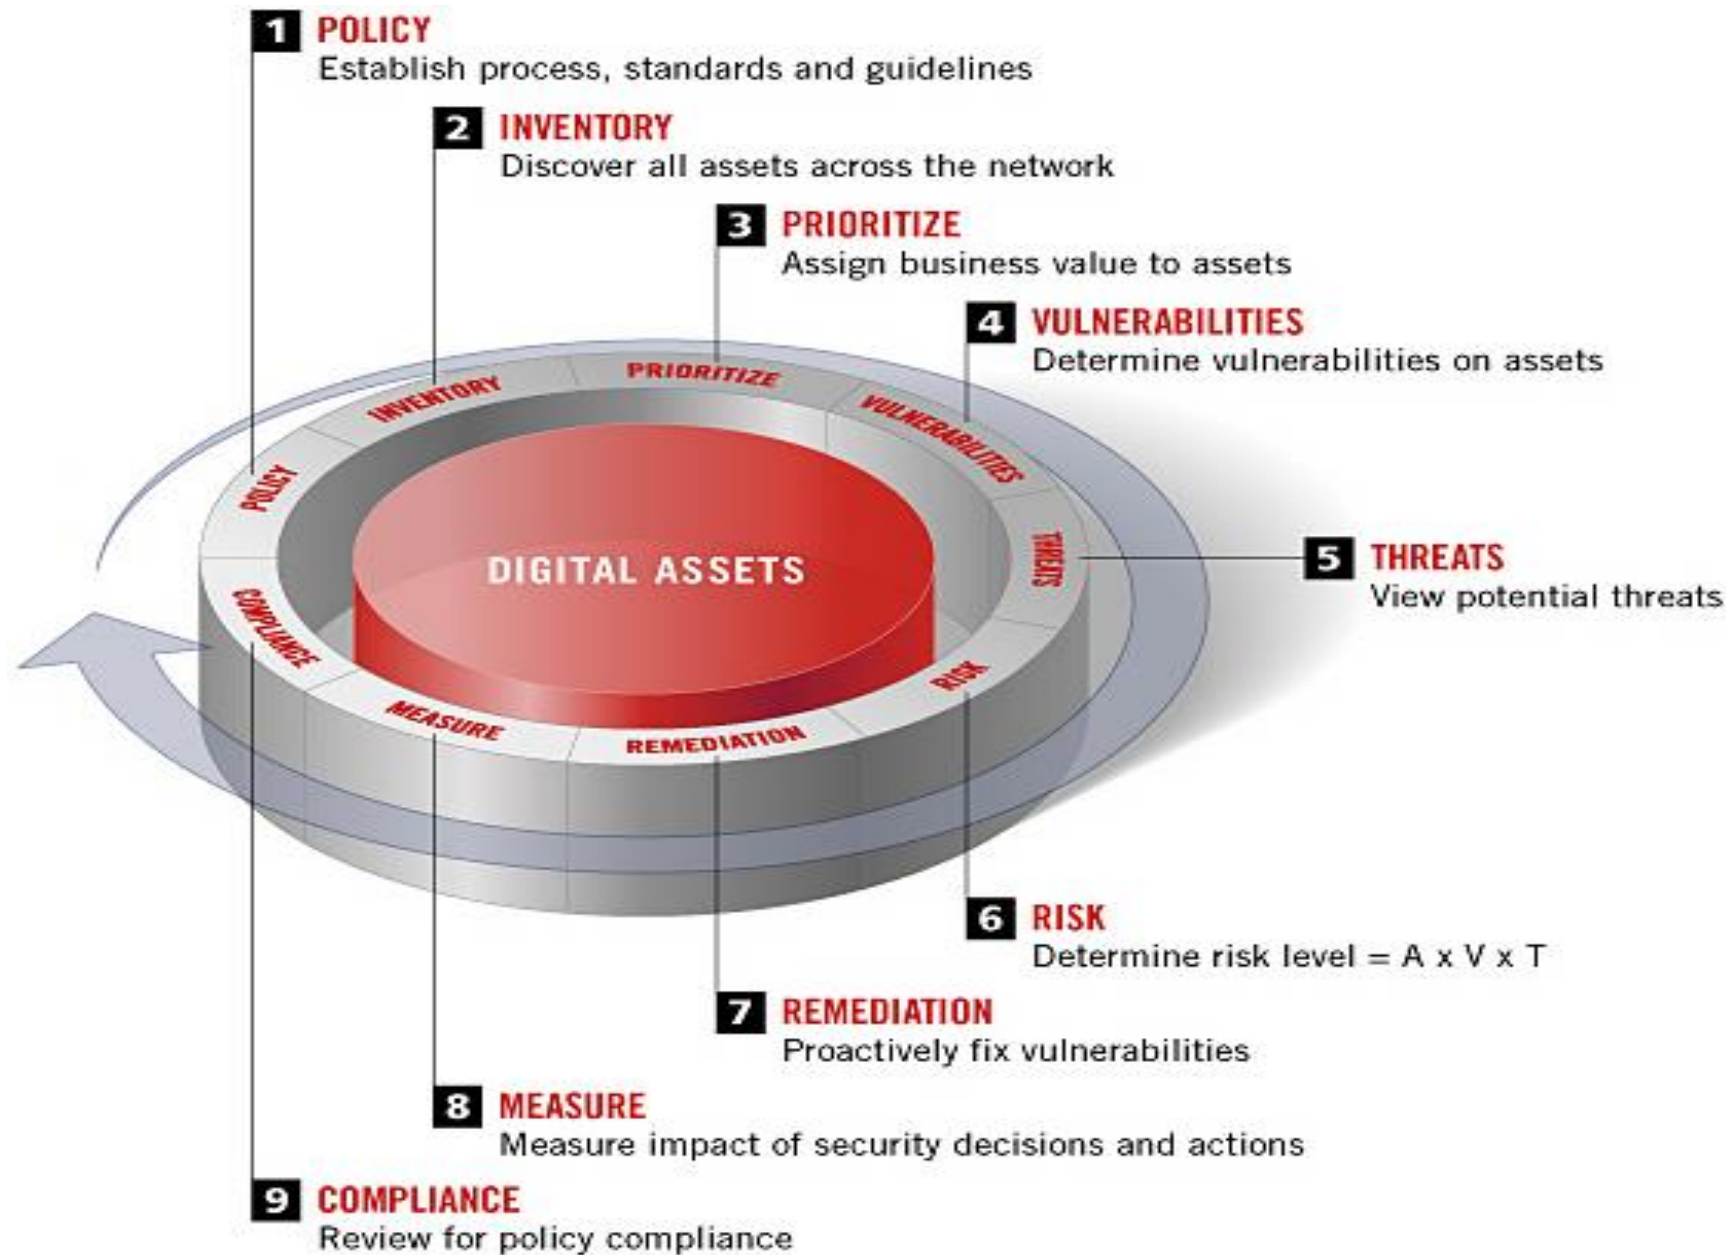 1 POLICY
Establish process, standards and guidelines
2 INVENTORY
Discover all assets across the network
3 PRIORITIZE
Assign business value to assets
4 VULNERABILITIES
Determine vulnerabilities on assets
5 THREATS
View potential threats
6 RISK
Determine risk level = A x V x T
7 REMEDIATION
Proactively fix vulnerabilities
8 MEASURE
Measure impact of security decisions and actions
9 COMPLIANCE
Review for policy compliance
POLICY
INVENTORY
PRIORITIZE
VULNERABILITIES
THREATS
RISK
REMEDIATION
MEASURE
COMPLIANCE
DIGITAL ASSETS